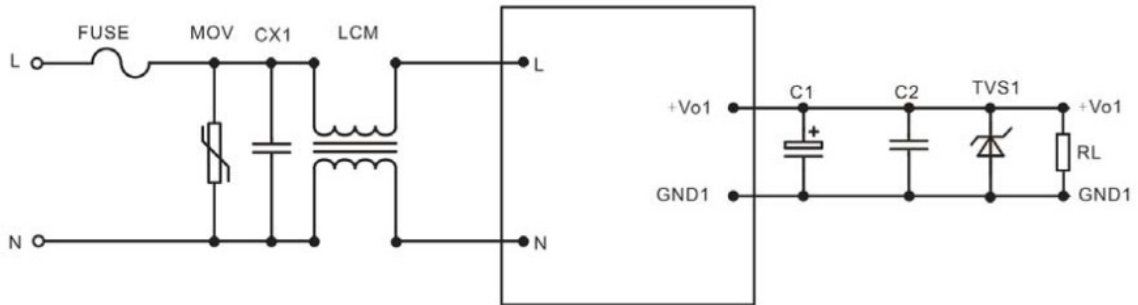 FUSE MOV CX1 LCM
L L
C1 C2 TVS1
+Vo1 +Vo1
+
RL
GND1 GND1
N N